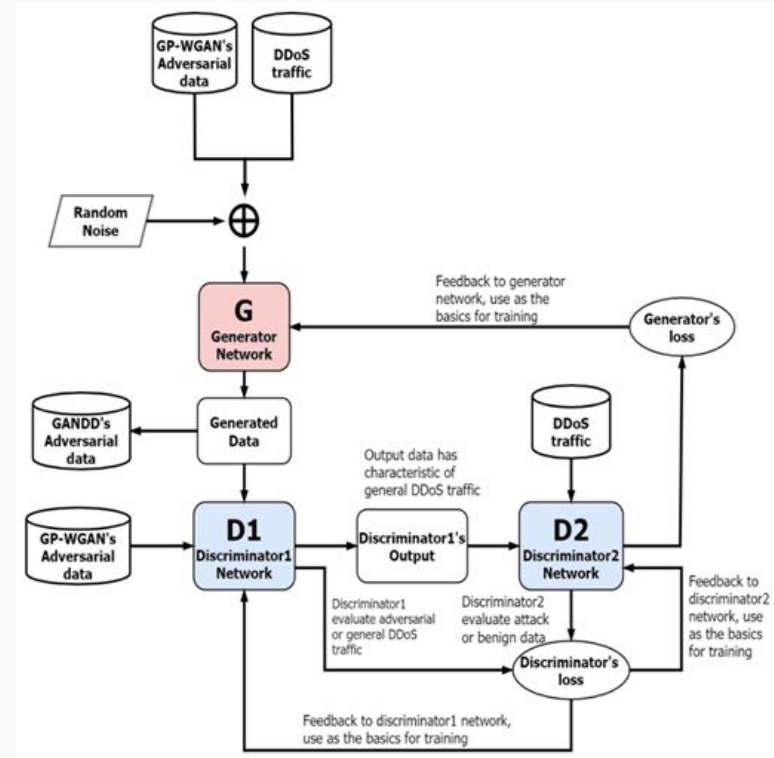 GP-WGAN's
Adversarial
data
DDoS
traffic
Random
Noise
G
Generator
Network
Feedback to generator
network, use as the
basics for training
Generator's
loss
GANDD's
Adversarial
data
Generated
Data
DDoS
traffic
Output data has
characteristic of
general DDoS traffic
GP-WGAN's
Adversarial
data
D1
Discriminator1
Network
Discriminator1's
Output
D2
Discriminator2
Network
Discriminator1
evaluate adversarial
or general DDoS
traffic
Discriminator2
evaluate attack
or benign data
Feedback to
discriminator2
network, use
as the basics
for training
Discriminator's
loss
Feedback to discriminator1 network,
use as the basics for training